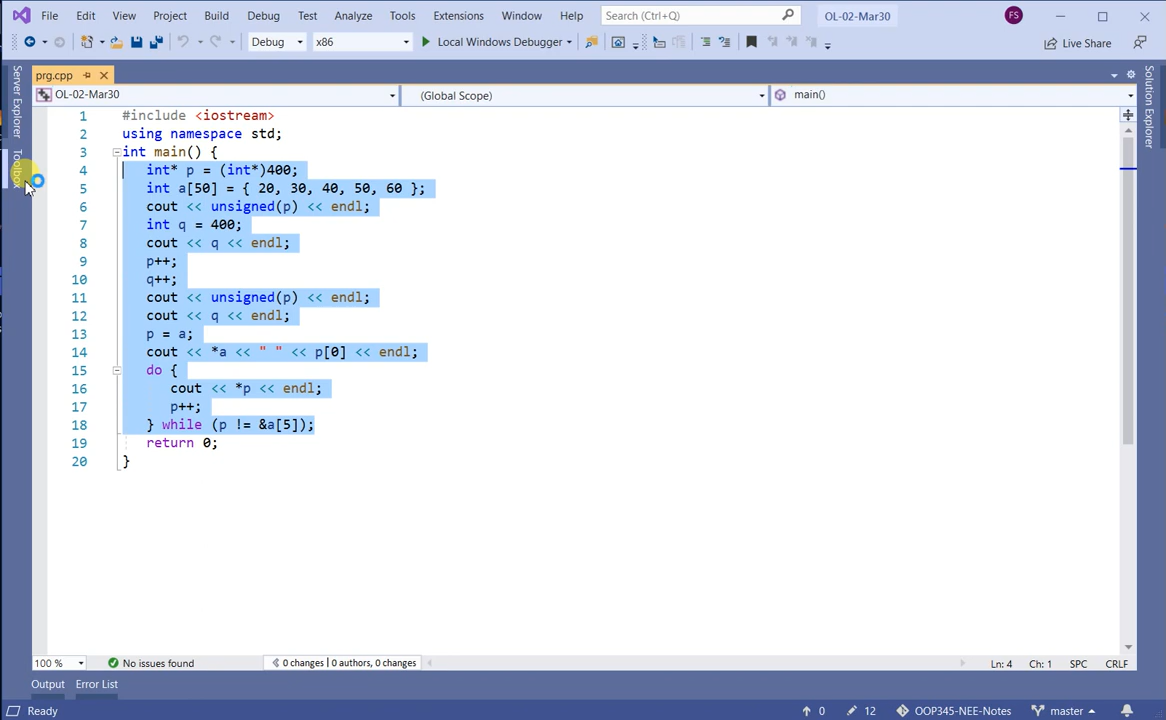 File Edit View Project Build Debug Test Analyze Tools Extensions Window Help Search (Ctrl+Q) OL-02-Mar30 FS
Debug x86 Local Windows Debugger Live Share
prg.cpp
OL-02-Mar30 (Global Scope) main()
Server Explorer
Toolbox
Solution Explorer
1 #include <iostream>
2 using namespace std;
3 int main() {
4 int* p = (int*)400;
5 int a[50] = { 20, 30, 40, 50, 60 };
6 cout << unsigned(p) << endl;
7 int q = 400;
8 cout << q << endl;
9 p++;
10 q++;
11 cout << unsigned(p) << endl;
12 cout << q << endl;
13 p = a;
14 cout << *a << " " << p[0] << endl;
15 do {
16 cout << *p << endl;
17 p++;
18 } while (p != &a[5]);
19 return 0;
20 }
100 % No issues found 0 changes | 0 authors, 0 changes Ln: 4 Ch: 1 SPC CRLF
Output Error List
Ready 0 12 OOP345-NEE-Notes master